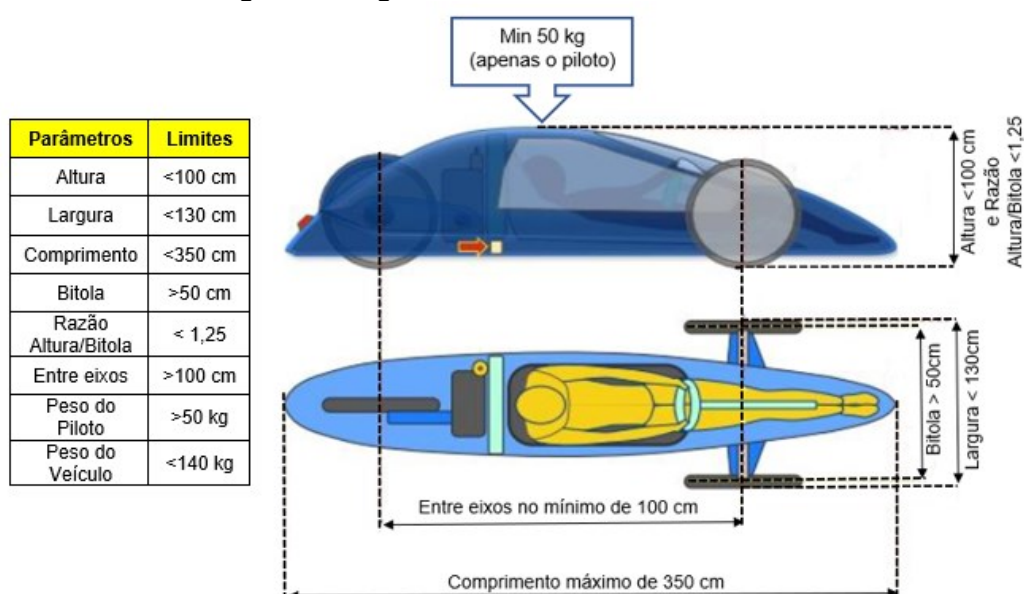 Min 50 kg
(apenas o piloto)
Parâmetros Limites
Altura <100 cm
Largura <130 cm
Comprimento <350 cm
Bitola >50 cm
Razão
Altura/Bitola < 1,25
Entre eixos >100 cm
Peso do
Piloto >50 kg
Peso do
Veículo <140 kg
Altura <100 cm
e Razão
Altura/Bitola <1,25
Bitola > 50cm
Largura < 130cm
Entre eixos no mínimo de 100 cm
Comprimento máximo de 350 cm